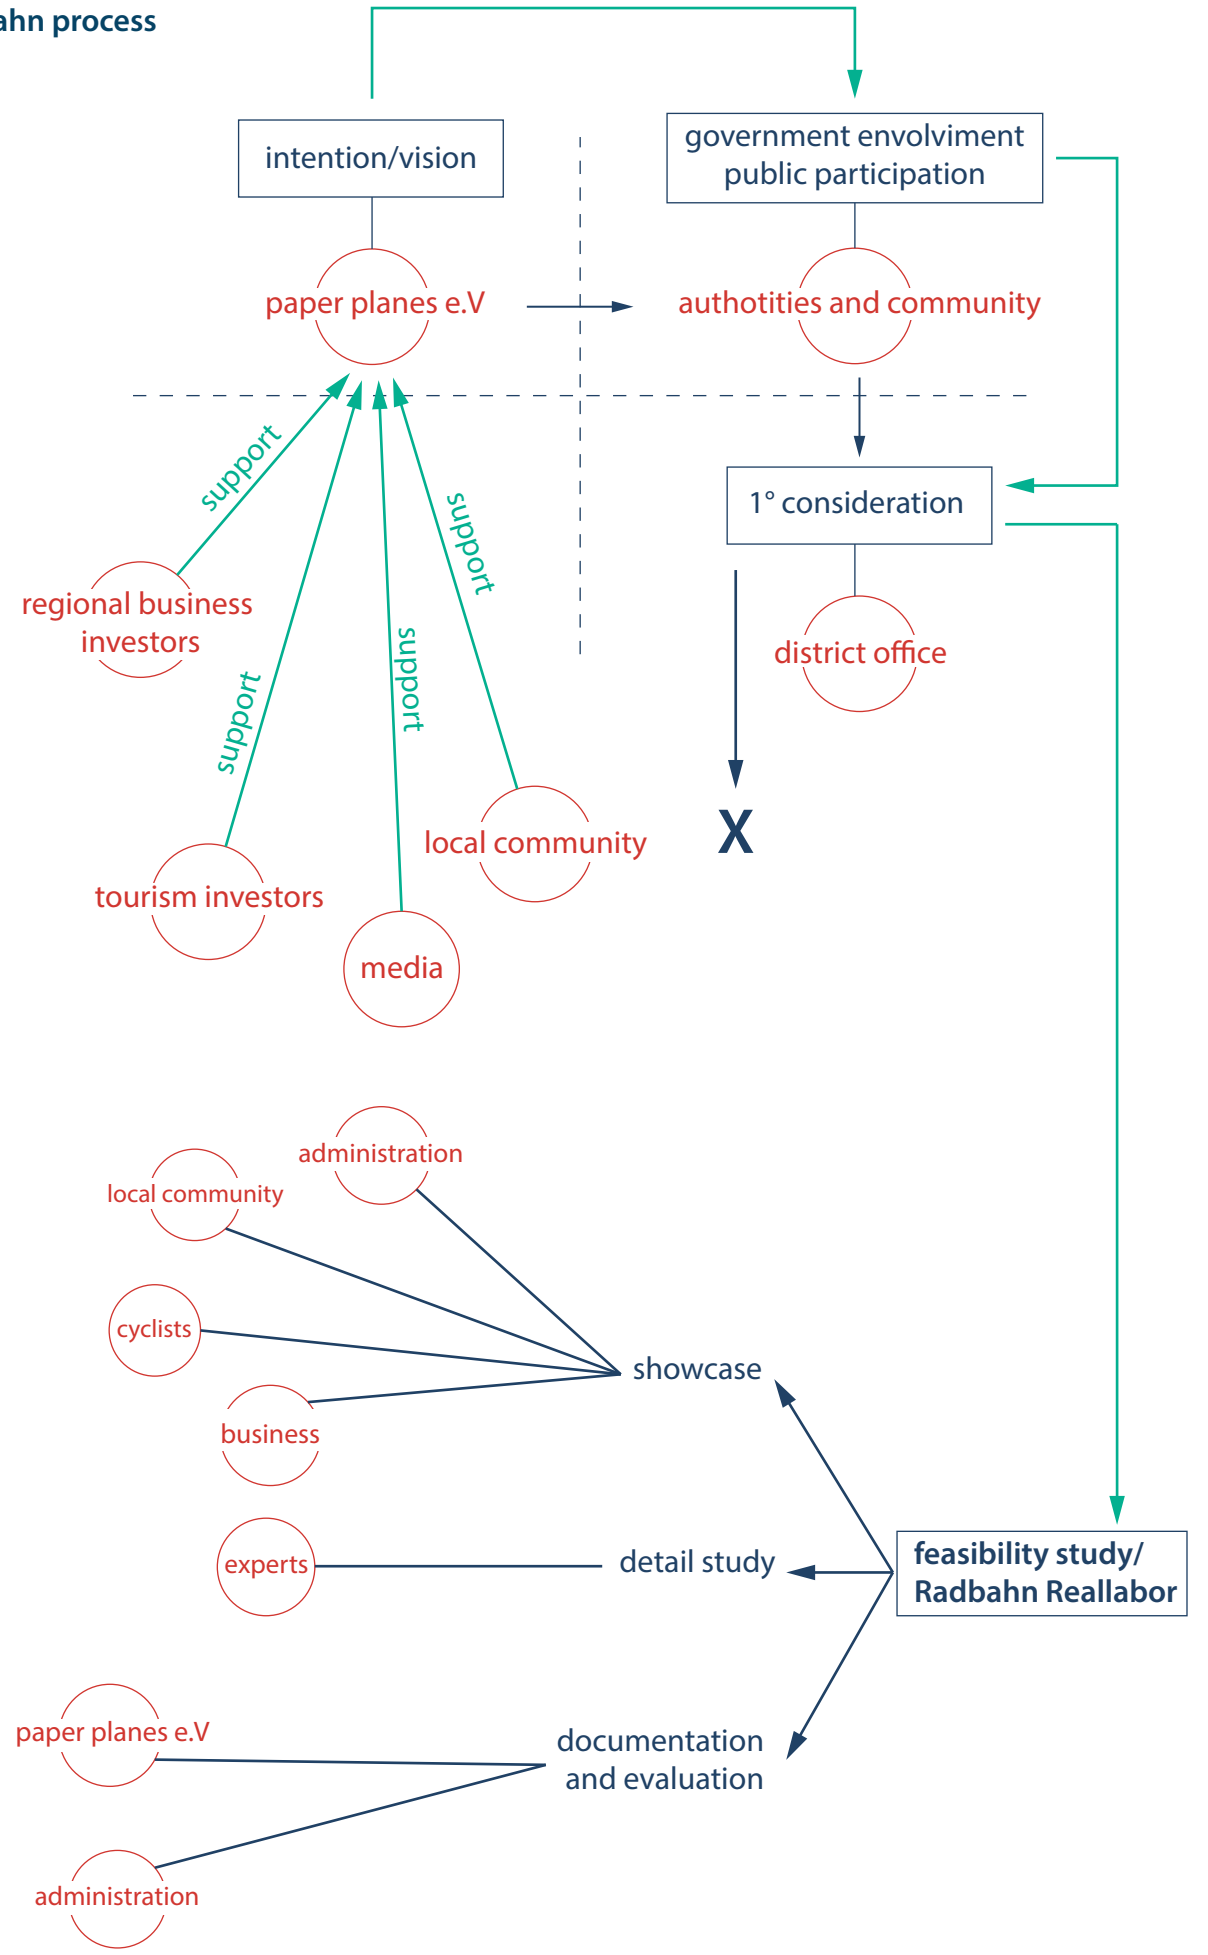 ahn process
intention/vision
government envolviment
public participation
paper planes e.V
authotities and community
support
support
1° consideration
regional business
investors
support
support
district office
local community
X
tourism investors
media
administration
local community
cyclists
showcase
business
experts
detail study
feasibility study/
Radbahn Reallabor
paper planes e.V
documentation
and evaluation
administration